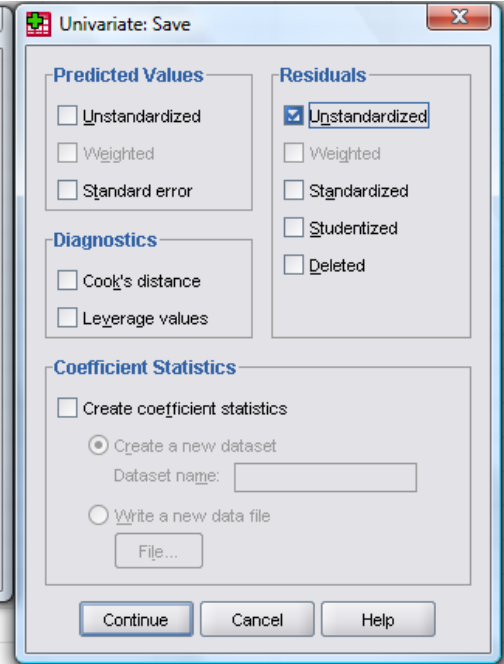 Univariate: Save
Predicted Values
Unstandardized
Weighted
Standard error
Residuals
Unstandardized
Weighted
Standardized
Studentized
Deleted
Diagnostics
Cook's distance
Leverage values
Coefficient Statistics
Create coefficient statistics
Create a new dataset
Dataset name:
Write a new data file
File...
Continue Cancel Help